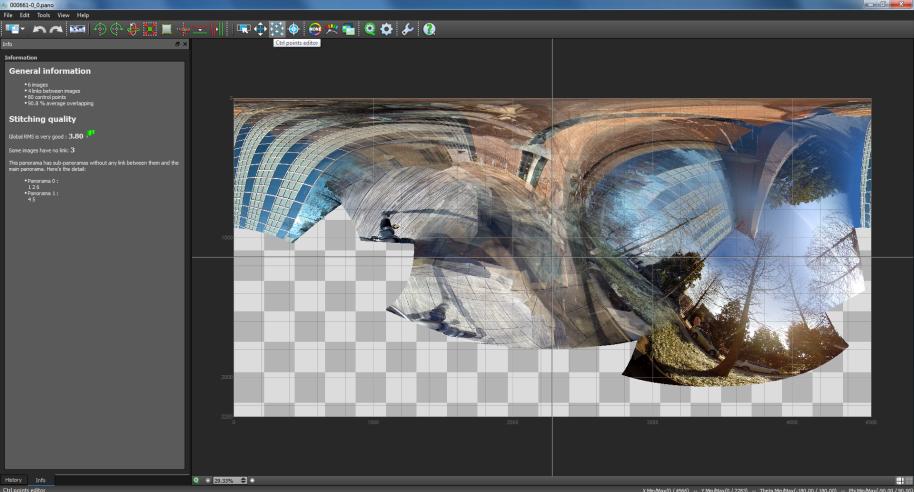 000661-0_0.pano
File Edit Tools View Help
Ctrl points editor
Info
Information
General information
6 images
4 links between images
80 control points
90.8 % average overlapping
Stitching quality
Global RMS is very good : 3.80
Some images have no link: 3
This panorama has sub-panoramas without any link between them and the
main panorama. Here's the detail:
Panorama 0 :
1 2 6
Panorama 1 :
4 5
0
1000
2000
0 1000 2000 3000 4000 4500
History Info
29.33%
Ctrl points editor